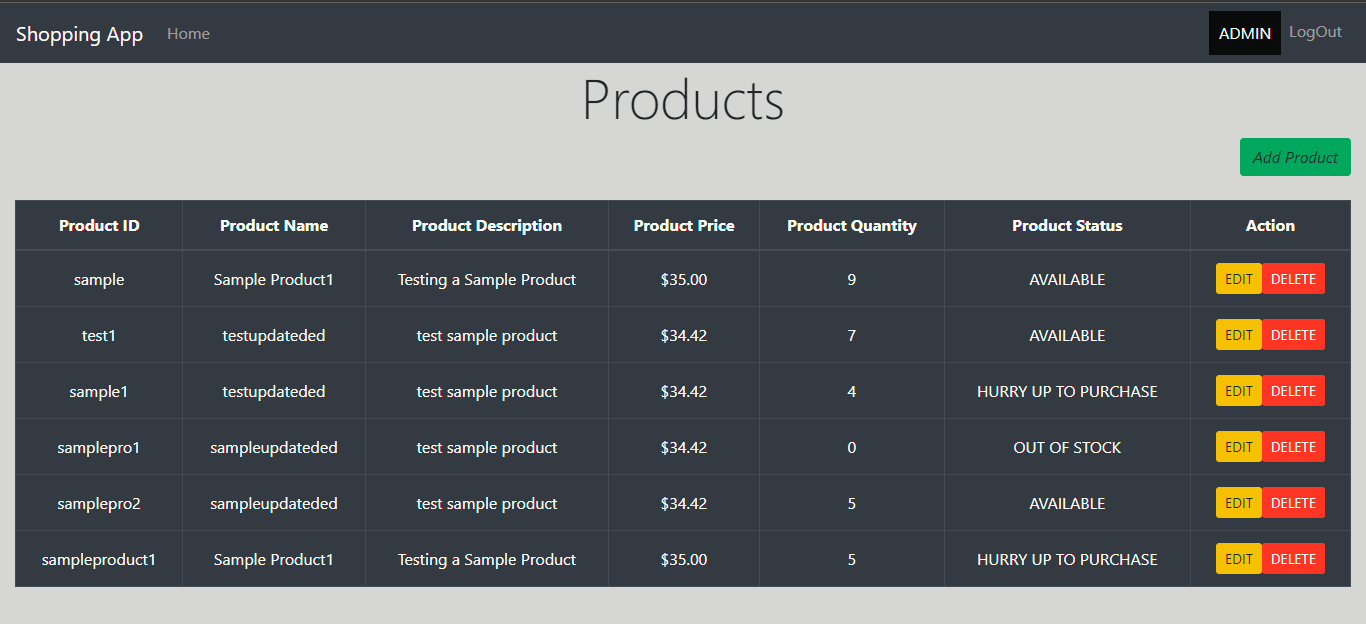 Shopping App Home ADMIN LogOut
Products
Add Product
Product ID Product Name Product Description Product Price Product Quantity Product Status Action
sample Sample Product1 Testing a Sample Product $35.00 9 AVAILABLE EDIT DELETE
test1 testupdateded test sample product $34.42 7 AVAILABLE EDIT DELETE
sample1 testupdateded test sample product $34.42 4 HURRY UP TO PURCHASE EDIT DELETE
samplepro1 sampleupdateded test sample product $34.42 0 OUT OF STOCK EDIT DELETE
samplepro2 sampleupdateded test sample product $34.42 5 AVAILABLE EDIT DELETE
sampleproduct1 Sample Product1 Testing a Sample Product $35.00 5 HURRY UP TO PURCHASE EDIT DELETE